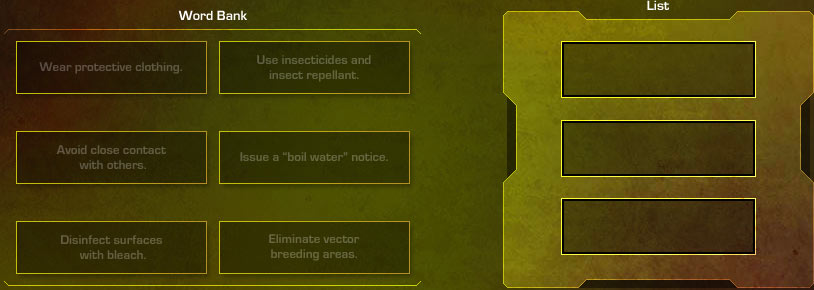 Word Bank
List
Wear protective clothing.
Use insecticides and
insect repellant.
Avoid close contact
with others.
Issue a "boil water" notice.
Disinfect surfaces
with bleach.
Eliminate vector
breeding areas.